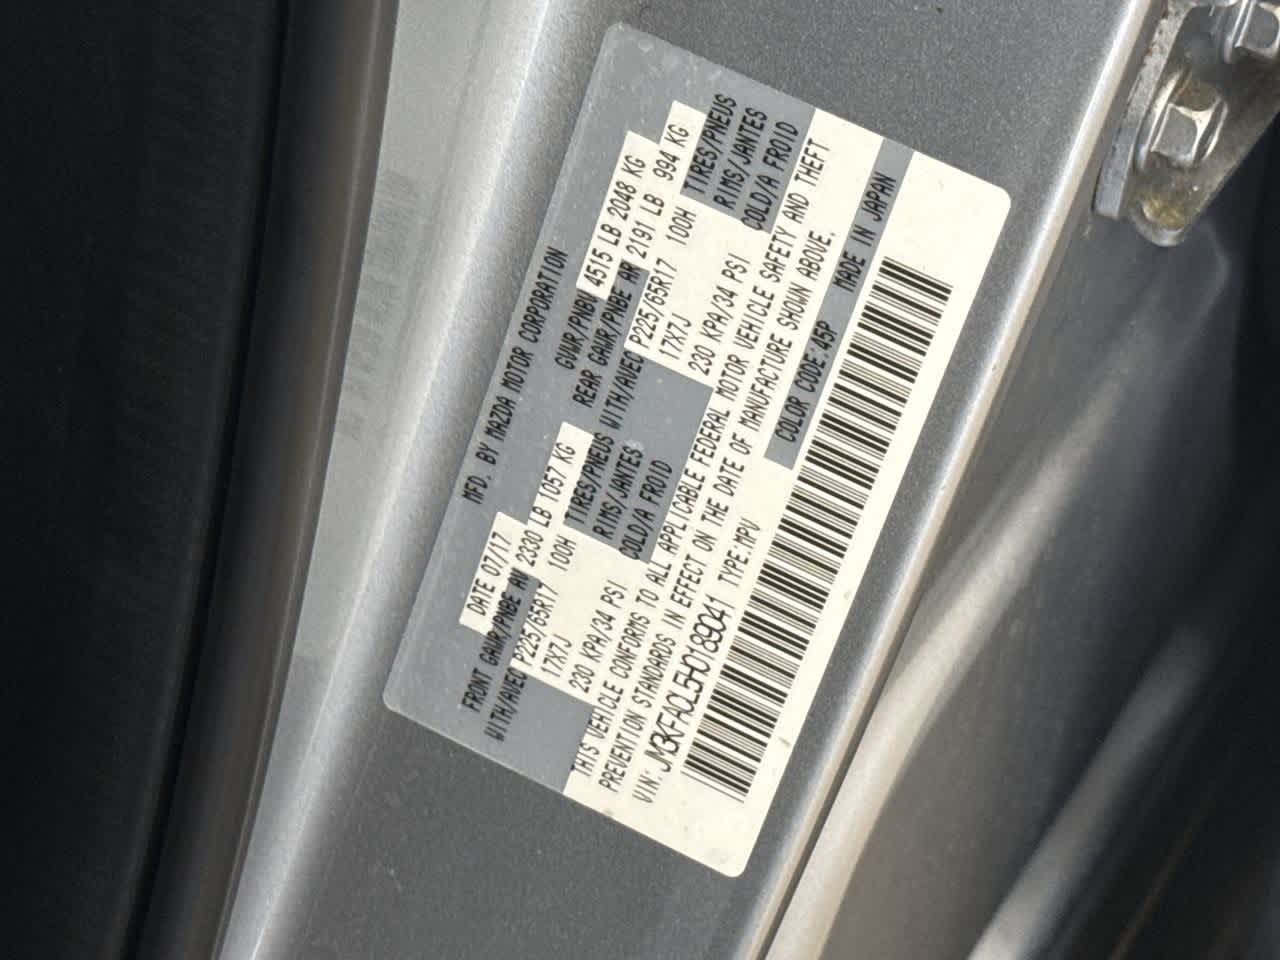 MFD. BY MAZDA MOTOR CORPORATION
DATE 07/17 GVWR/PNBV 4515 LB 2048 KG
FRONT GAWR/PNBE AV 2330 LB 1057 KG REAR GAWR/PNBE AR 2191 LB 994 KG
WITH/AVEC P225/65R17 100H TIRES/PNEUS WITH/AVEC P225/65R17 100H TIRES/PNEUS
17X7J RIMS/JANTES 17X7J RIMS/JANTES
230 KPA/34 PSI COLD/A FROID 230 KPA/34 PSI COLD/A FROID
THIS VEHICLE CONFORMS TO ALL APPLICABLE FEDERAL MOTOR VEHICLE SAFETY AND THEFT
PREVENTION STANDARDS IN EFFECT ON THE DATE OF MANUFACTURE SHOWN ABOVE.
VIN: JM3KFACL5H0189041 TYPE:MPV COLOR CODE:45P MADE IN JAPAN